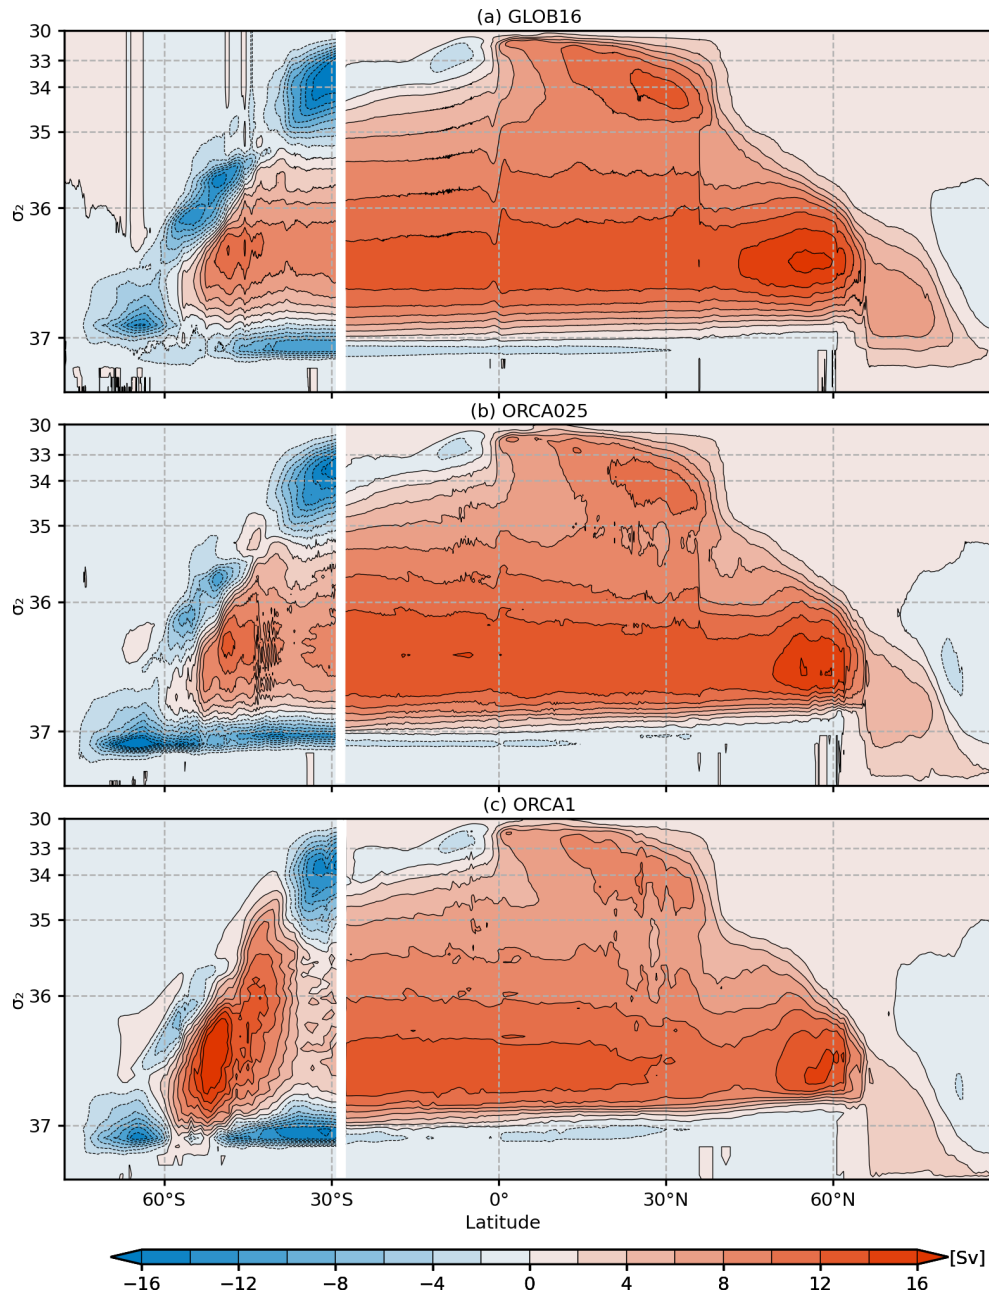 (a) GLOB16
30
33
34
35
36
37
σ₂
(b) ORCA025
30
33
34
35
36
37
σ₂
(c) ORCA1
30
33
34
35
36
37
σ₂
60°S 30°S 0° 30°N 60°N
Latitude
[Sv]
−16 −12 −8 −4 0 4 8 12 16